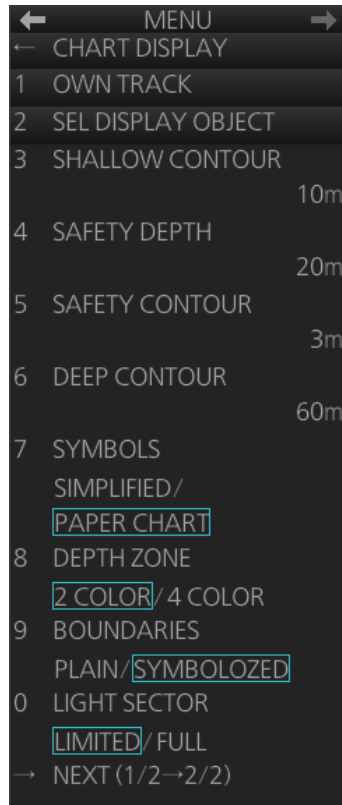 ← MENU →
← CHART DISPLAY
1 OWN TRACK
2 SEL DISPLAY OBJECT
3 SHALLOW CONTOUR
10m
4 SAFETY DEPTH
20m
5 SAFETY CONTOUR
3m
6 DEEP CONTOUR
60m
7 SYMBOLS
SIMPLIFIED/
PAPER CHART
8 DEPTH ZONE
2 COLOR/ 4 COLOR
9 BOUNDARIES
PLAIN/SYMBOLOZED
0 LIGHT SECTOR
LIMITED/ FULL
→ NEXT (1/2→2/2)